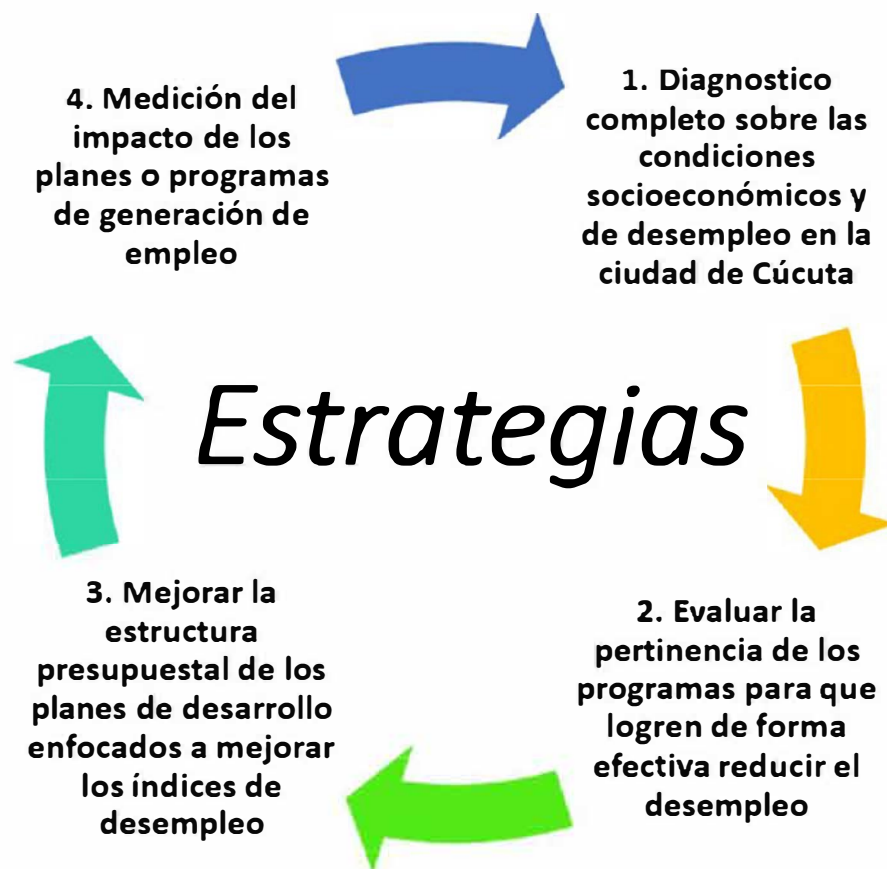 1. Diagnostico
completo sobre las
condiciones
socioeconómicos y
de desempleo en la
ciudad de Cúcuta
2. Evaluar la
pertinencia de los
programas para que
logren de forma
efectiva reducir el
desempleo
3. Mejorar la
estructura
presupuestal de los
planes de desarrollo
enfocados a mejorar
los índices de
desempleo
4. Medición del
impacto de los
planes o programas
de generación de
empleo
Estrategias